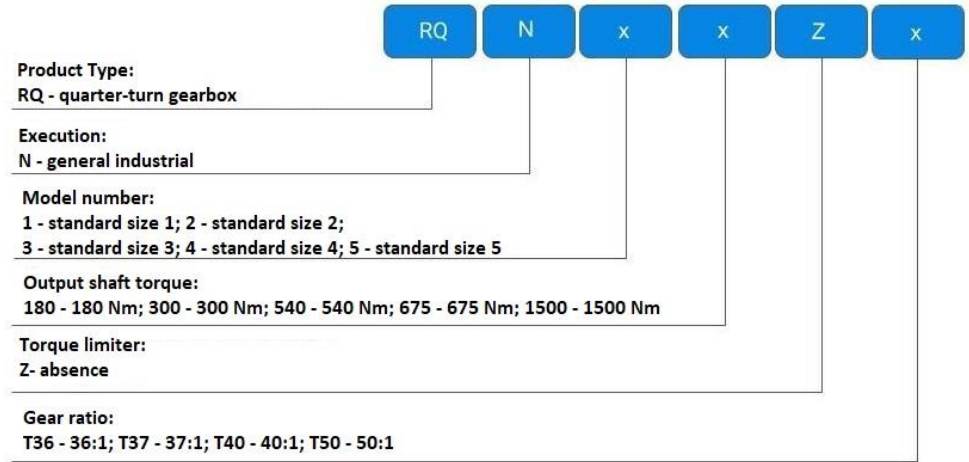 RQ N x x Z x
Product Type:
RQ - quarter-turn gearbox
Execution:
N - general industrial
Model number:
1 - standard size 1; 2 - standard size 2;
3 - standard size 3; 4 - standard size 4; 5 - standard size 5
Output shaft torque:
180 - 180 Nm; 300 - 300 Nm; 540 - 540 Nm; 675 - 675 Nm; 1500 - 1500 Nm
Torque limiter:
Z- absence
Gear ratio:
T36 - 36:1; T37 - 37:1; T40 - 40:1; T50 - 50:1